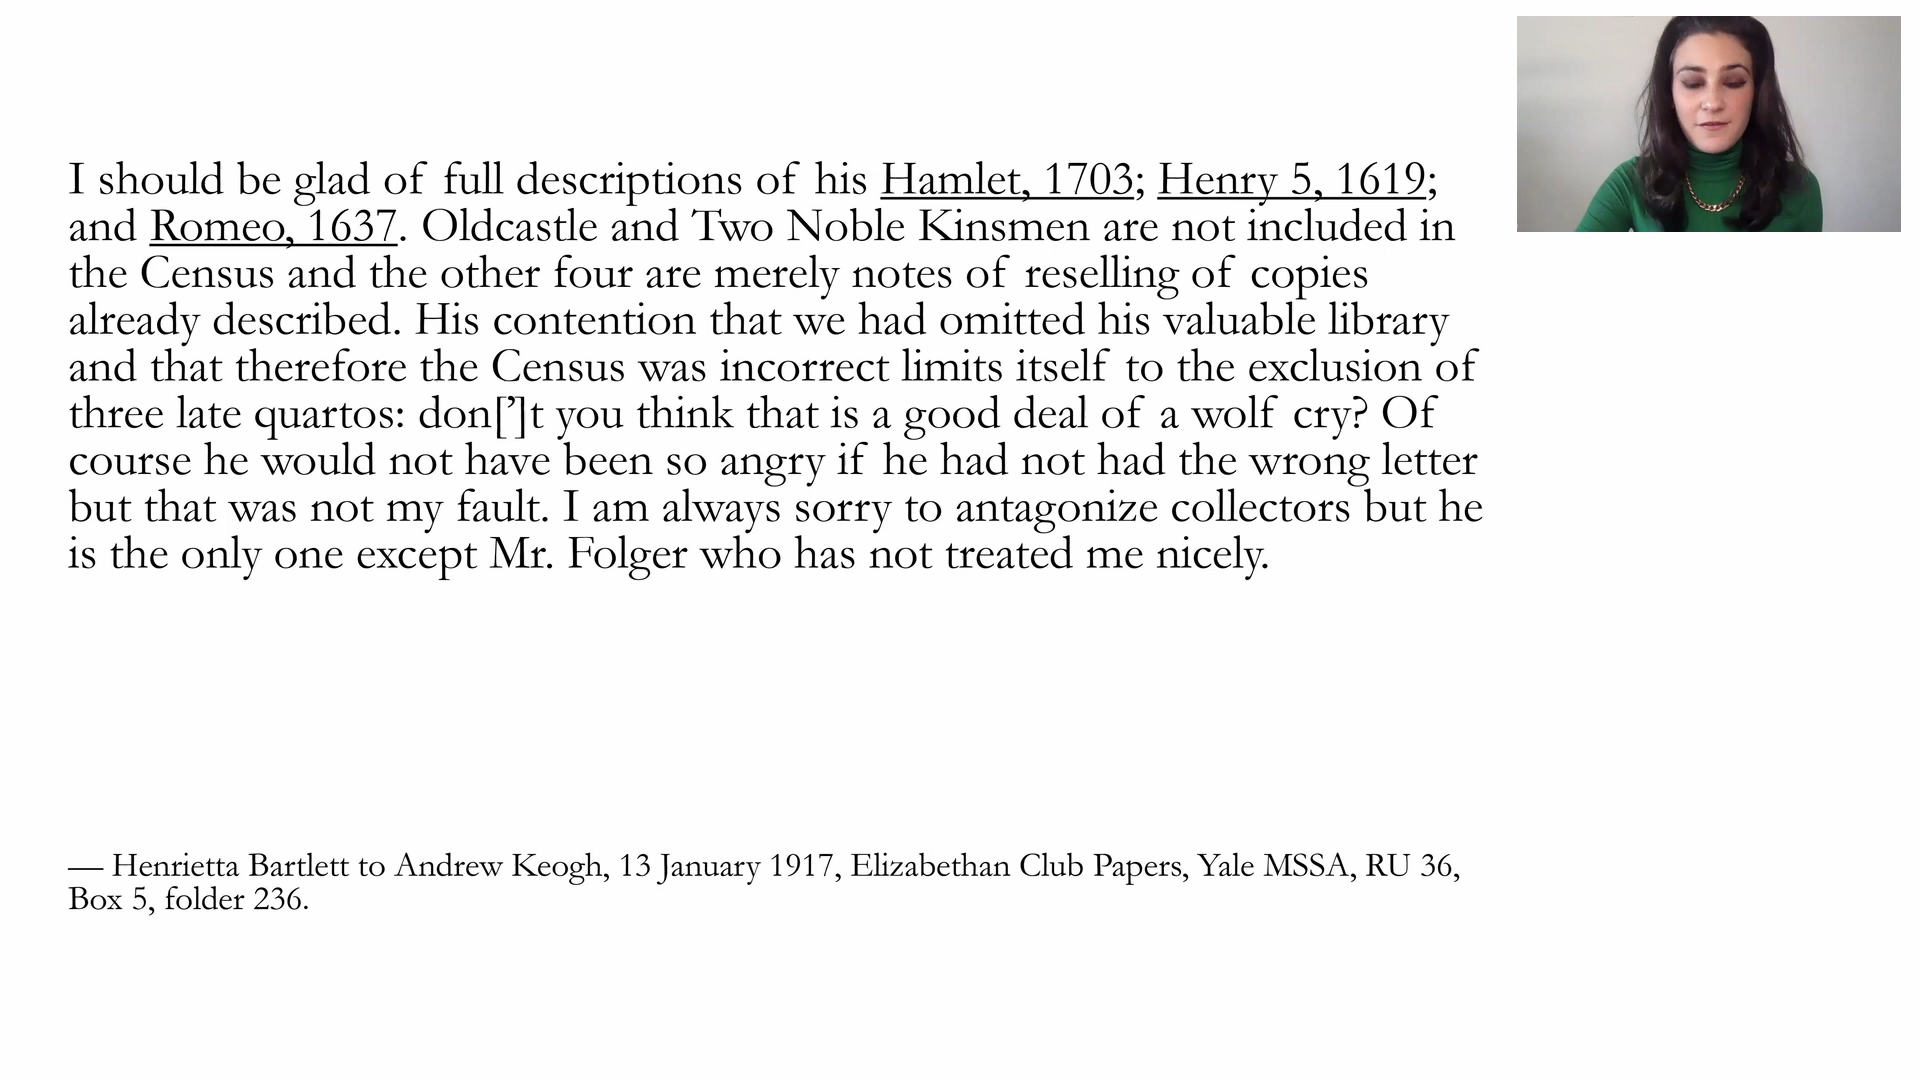 I should be glad of full descriptions of his Hamlet, 1703; Henry 5, 1619;
and Romeo, 1637. Oldcastle and Two Noble Kinsmen are not included in
the Census and the other four are merely notes of reselling of copies
already described. His contention that we had omitted his valuable library
and that therefore the Census was incorrect limits itself to the exclusion of
three late quartos: don[’]t you think that is a good deal of a wolf cry? Of
course he would not have been so angry if he had not had the wrong letter
but that was not my fault. I am always sorry to antagonize collectors but he
is the only one except Mr. Folger who has not treated me nicely.
— Henrietta Bartlett to Andrew Keogh, 13 January 1917, Elizabethan Club Papers, Yale MSSA, RU 36,
Box 5, folder 236.